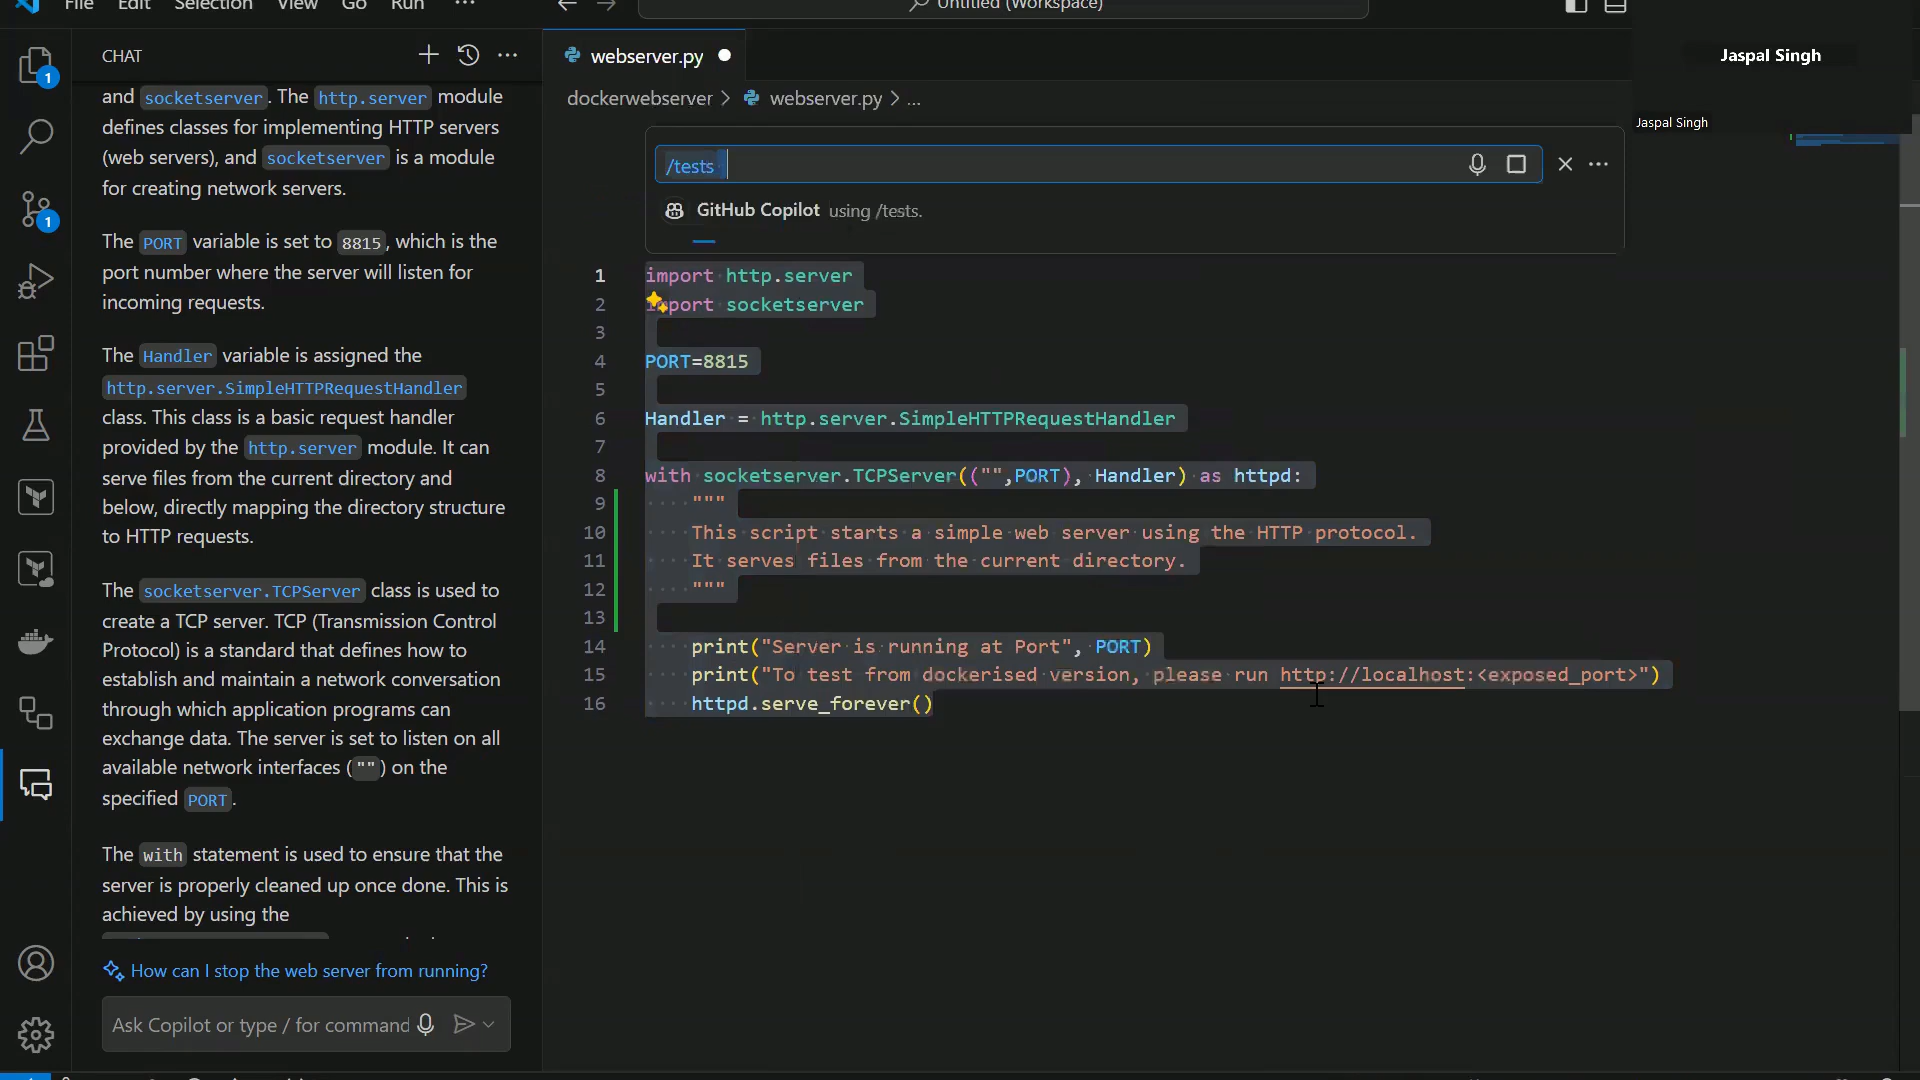 File Edit Selection View Go Run ...
Untitled (Workspace)
CHAT
1
1
and socketserver. The http.server module
defines classes for implementing HTTP servers
(web servers), and socketserver is a module
for creating network servers.
The PORT variable is set to 8815, which is the
port number where the server will listen for
incoming requests.
The Handler variable is assigned the
http.server.SimpleHTTPRequestHandler
class. This class is a basic request handler
provided by the http.server module. It can
serve files from the current directory and
below, directly mapping the directory structure
to HTTP requests.
The socketserver.TCPServer class is used to
create a TCP server. TCP (Transmission Control
Protocol) is a standard that defines how to
establish and maintain a network conversation
through which application programs can
exchange data. The server is set to listen on all
available network interfaces ("") on the
specified PORT.
The with statement is used to ensure that the
server is properly cleaned up once done. This is
achieved by using the
How can I stop the web server from running?
Ask Copilot or type / for command
webserver.py
dockerwebserver > webserver.py > ...
/tests
GitHub Copilot using /tests.
1 import http.server
2 import socketserver
3
4 PORT=8815
5
6 Handler = http.server.SimpleHTTPRequestHandler
7
8 with socketserver.TCPServer(("",PORT), Handler) as httpd:
9 """
10 This script starts a simple web server using the HTTP protocol.
11 It serves files from the current directory.
12 """
13
14 print("Server is running at Port", PORT)
15 print("To test from dockerised version, please run http://localhost:<exposed_port>")
16 httpd.serve_forever()
Jaspal Singh
Jaspal Singh